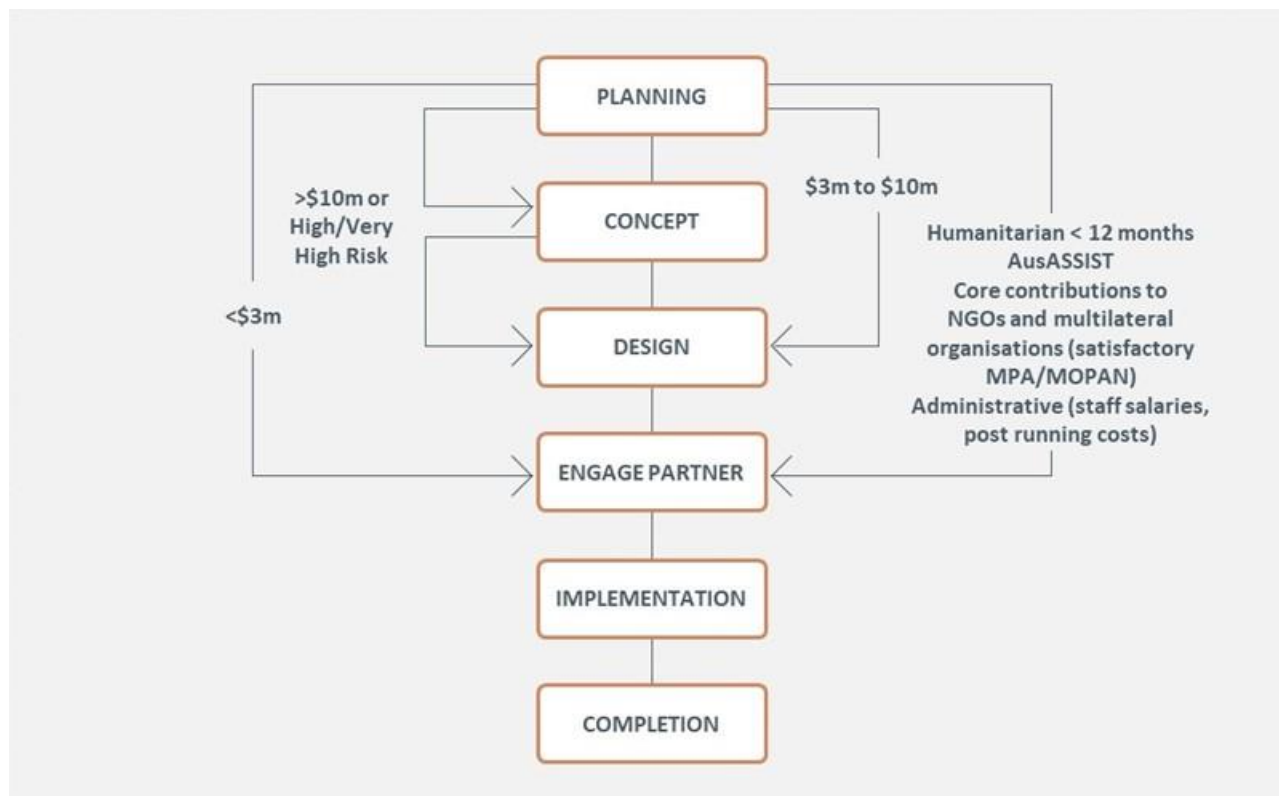 PLANNING
>$10m or
High/Very
High Risk
$3m to $10m
CONCEPT
Humanitarian < 12 months
AusASSIST
Core contributions to
NGOs and multilateral
organisations (satisfactory
MPA/MOPAN)
Administrative (staff salaries,
post running costs)
<$3m
DESIGN
ENGAGE PARTNER
IMPLEMENTATION
COMPLETION